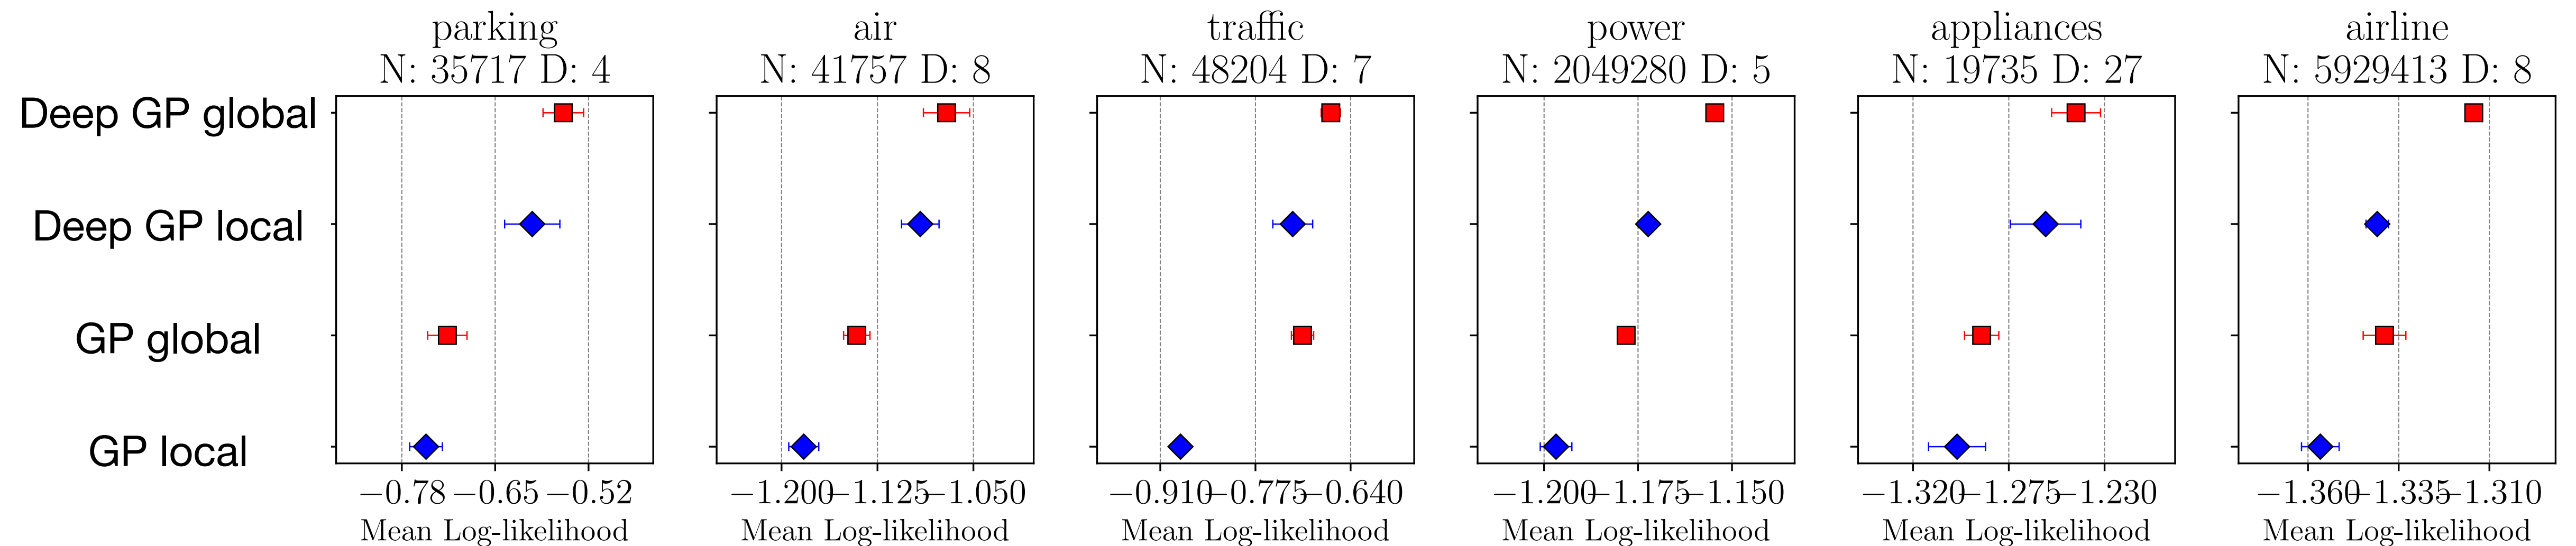 parking
N: 35717 D: 4
air
N: 41757 D: 8
traffic
N: 48204 D: 7
power
N: 2049280 D: 5
appliances
N: 19735 D: 27
airline
N: 5929413 D: 8
Deep GP global
Deep GP local
GP global
GP local
−0.78 −0.65 −0.52
Mean Log-likelihood
−1.200 −1.125 −1.050
Mean Log-likelihood
−0.910 −0.775 −0.640
Mean Log-likelihood
−1.200 −1.175 −1.150
Mean Log-likelihood
−1.320 −1.275 −1.230
Mean Log-likelihood
−1.360 −1.335 −1.310
Mean Log-likelihood